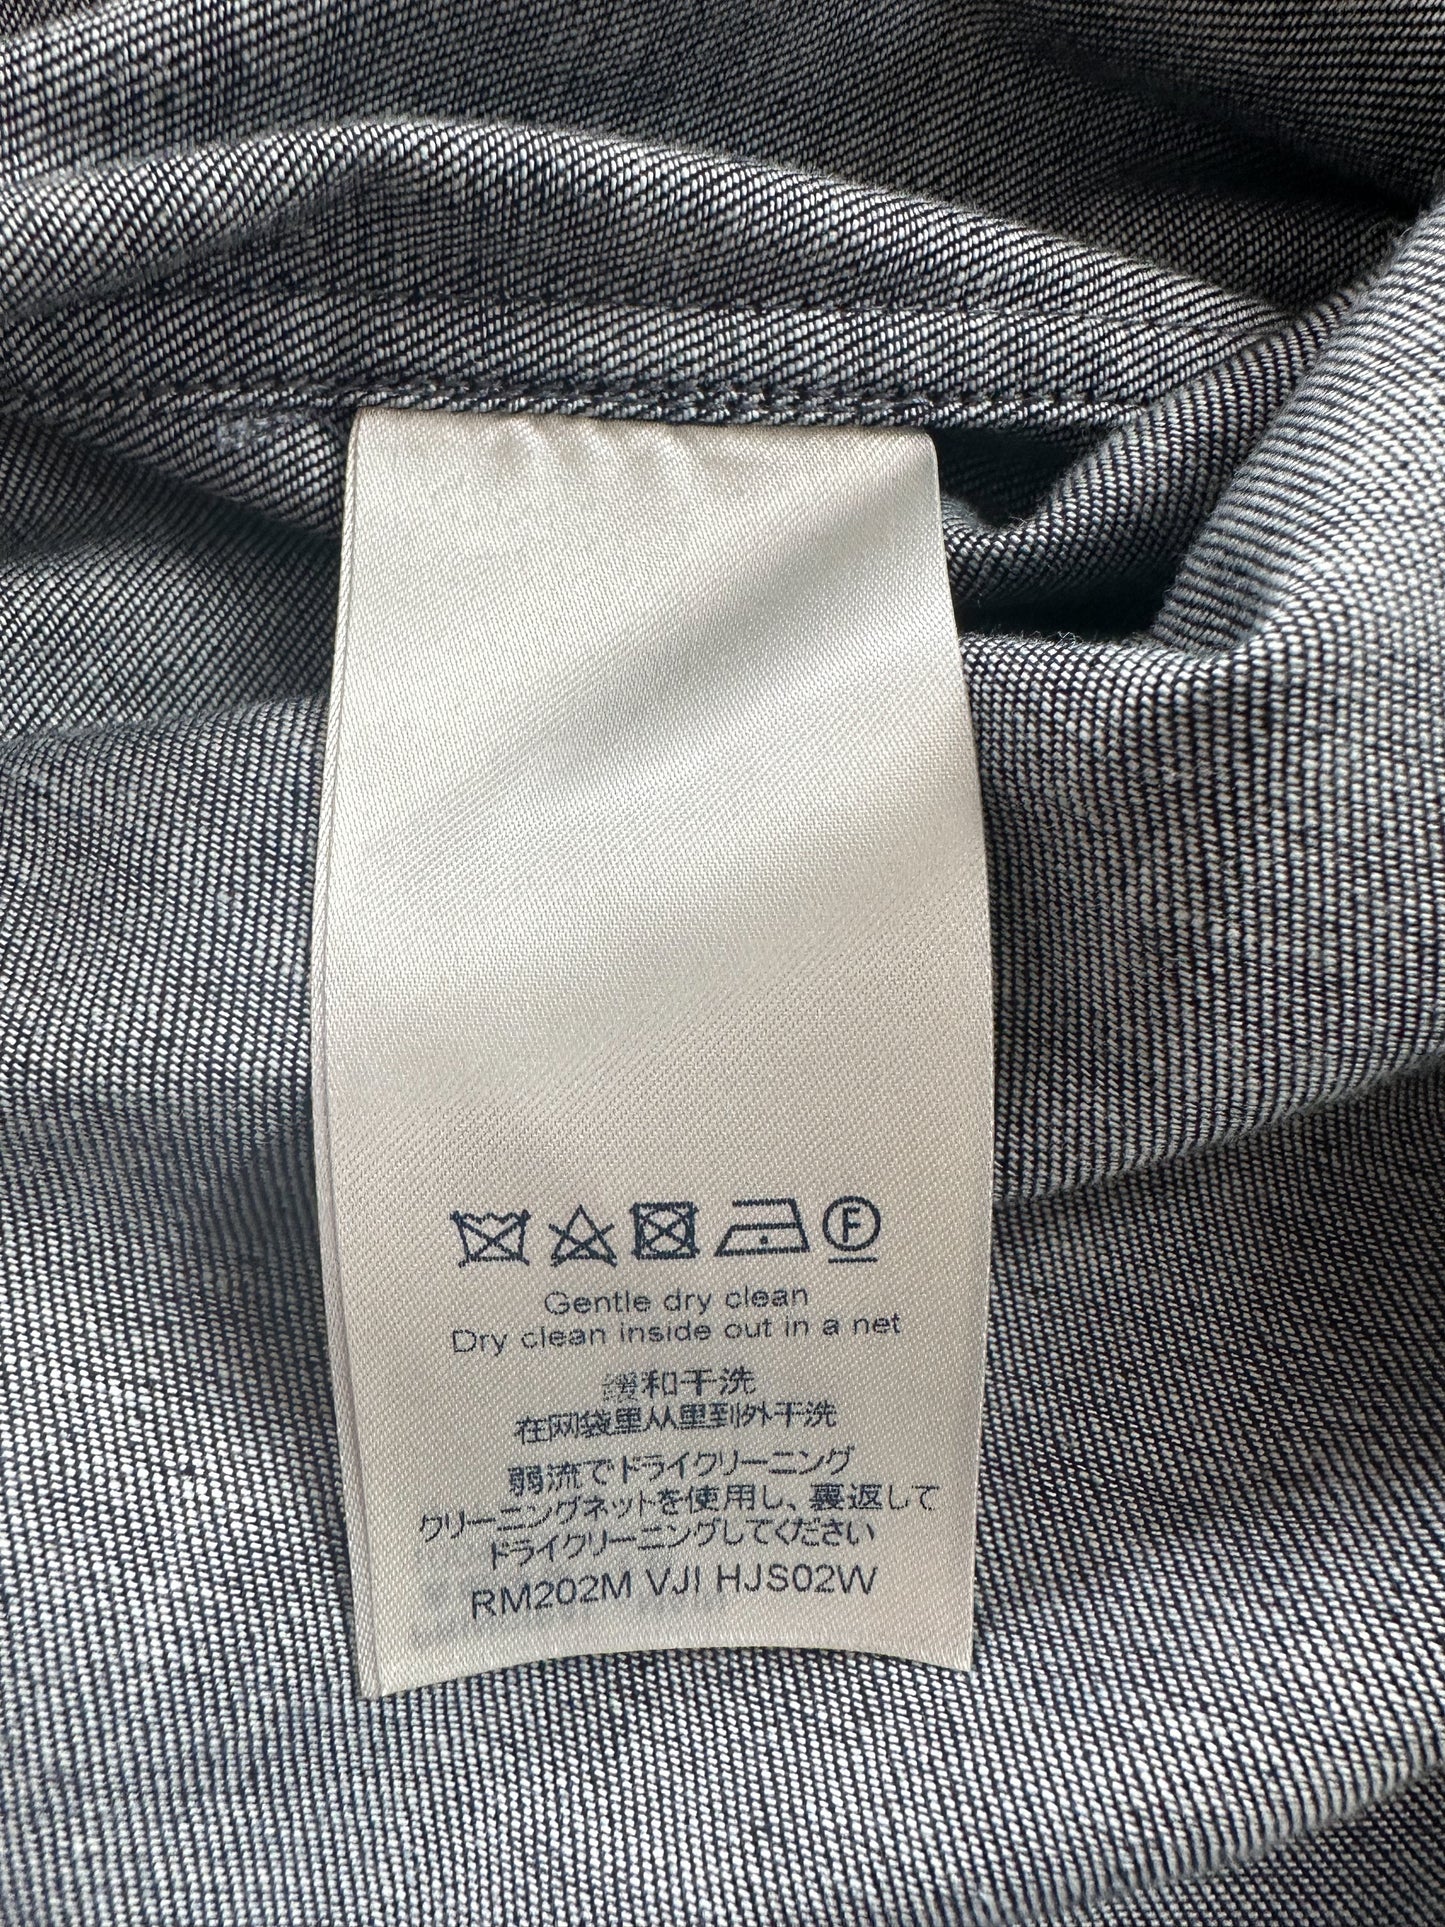 F
Gentle dry clean
Dry clean inside out in a net
緩和干洗
在网袋里从里到外干洗
弱流でドライクリーニング
クリーニングネットを使用し、裏返して
ドライクリーニングしてください
RM202M VJI HJS02W